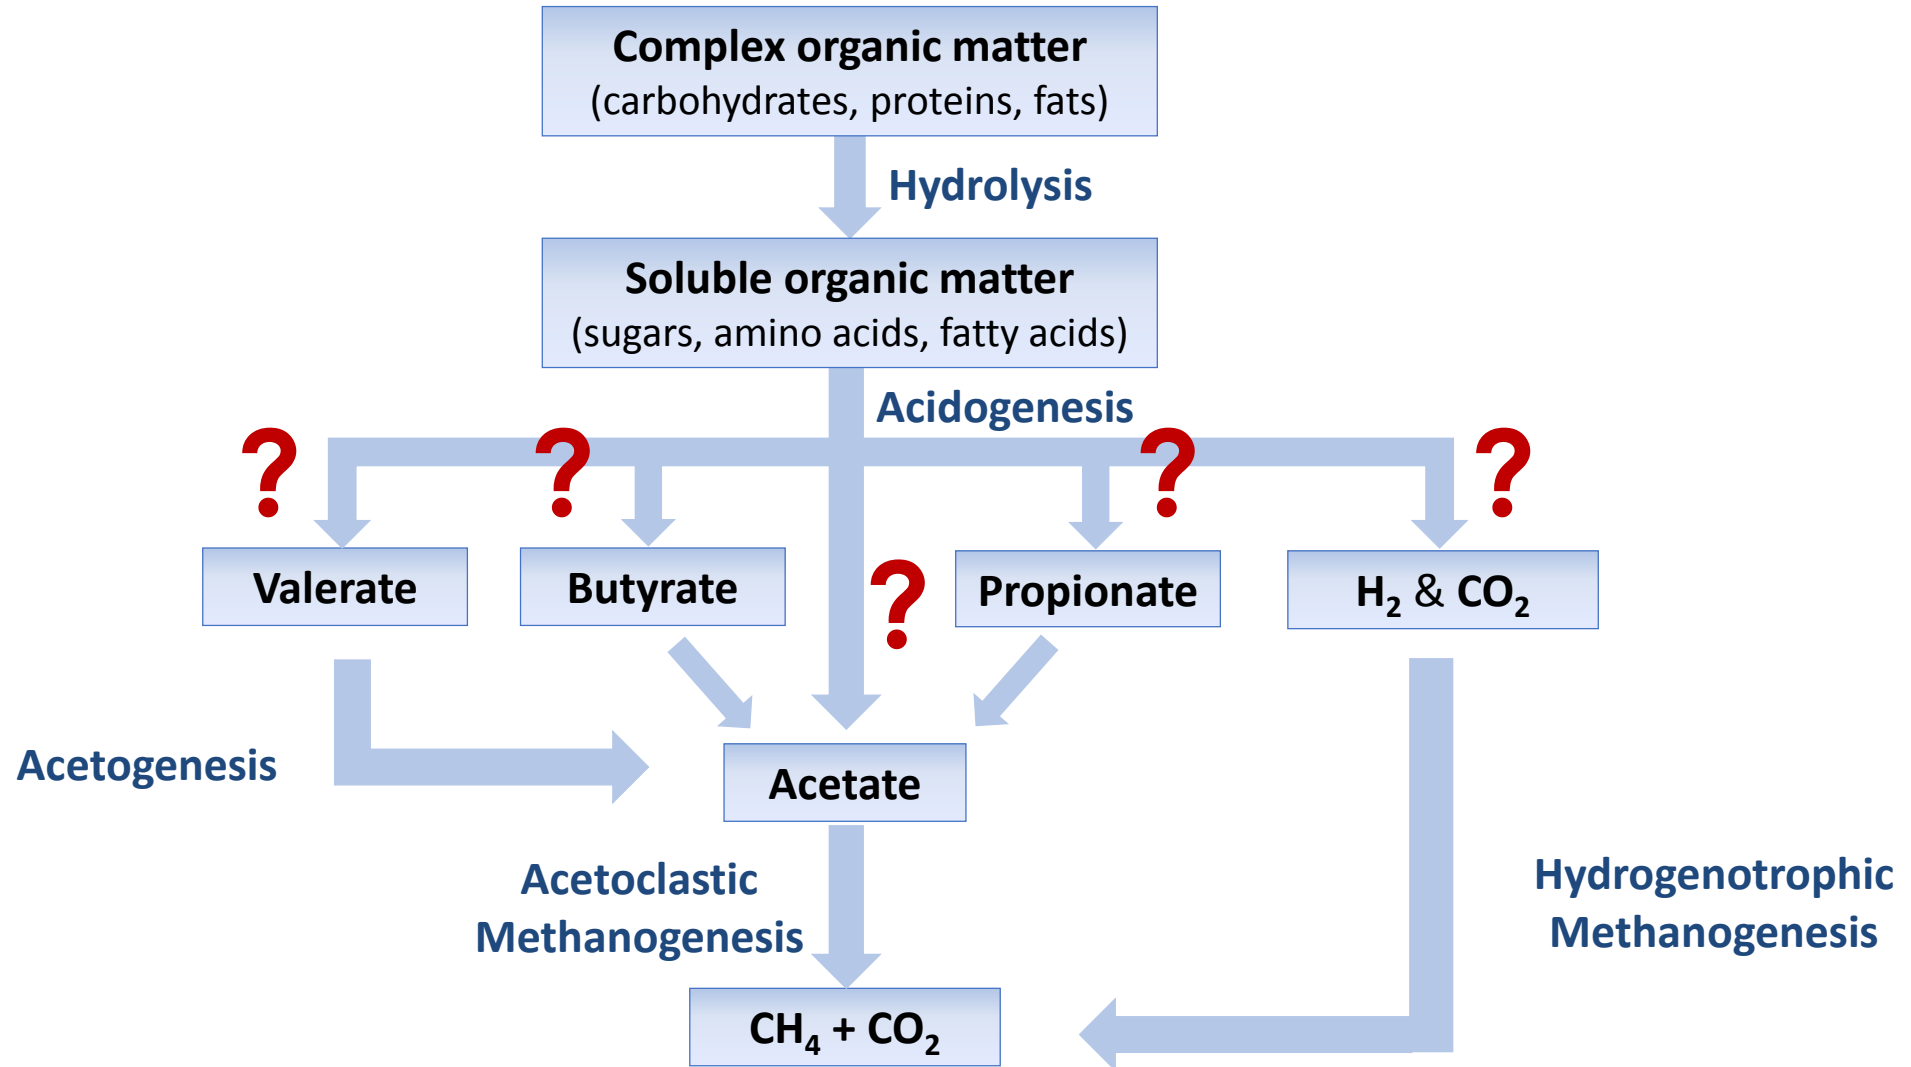 Complex organic matter
(carbohydrates, proteins, fats)
Hydrolysis
Soluble organic matter
(sugars, amino acids, fatty acids)
Acidogenesis
? ? ? ?
Valerate
Butyrate
?
Propionate
H₂ & CO₂
Acetogenesis
Acetate
Acetoclastic
Methanogenesis
Hydrogenotrophic
Methanogenesis
CH₄ + CO₂